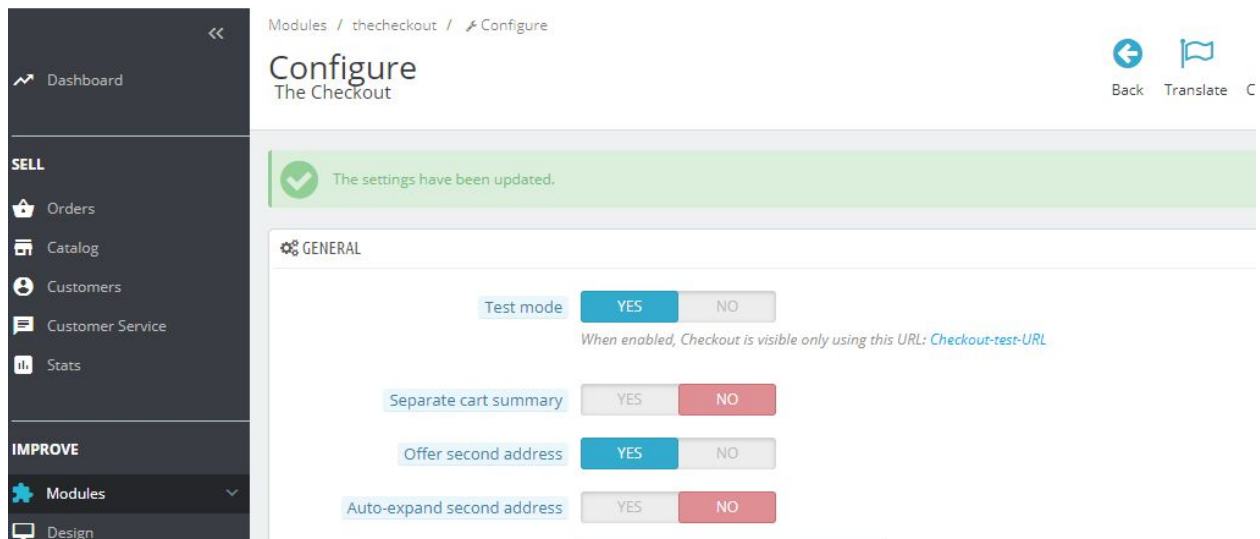 Modules / thecheckout / Configure
Configure
The Checkout
Back Translate C
Dashboard
SELL
Orders
Catalog
Customers
Customer Service
Stats
IMPROVE
Modules
Design
The settings have been updated.
GENERAL
Test mode YES NO
When enabled, Checkout is visible only using this URL: Checkout-test-URL
Separate cart summary YES NO
Offer second address YES NO
Auto-expand second address YES NO